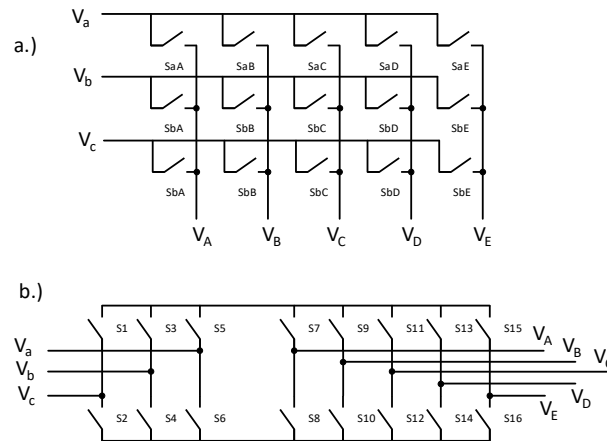 a.)
Va
SaA SaB SaC SaD SaE
Vb
SbA SbB SbC SbD SbE
Vc
SbA SbB SbC SbD SbE
VA VB VC VD VE
b.)
S1 S3 S5 S7 S9 S11 S13 S15
Va VA
VB
Vb
Vc
VD
VE
S2 S4 S6 S8 S10 S12 S14 S16